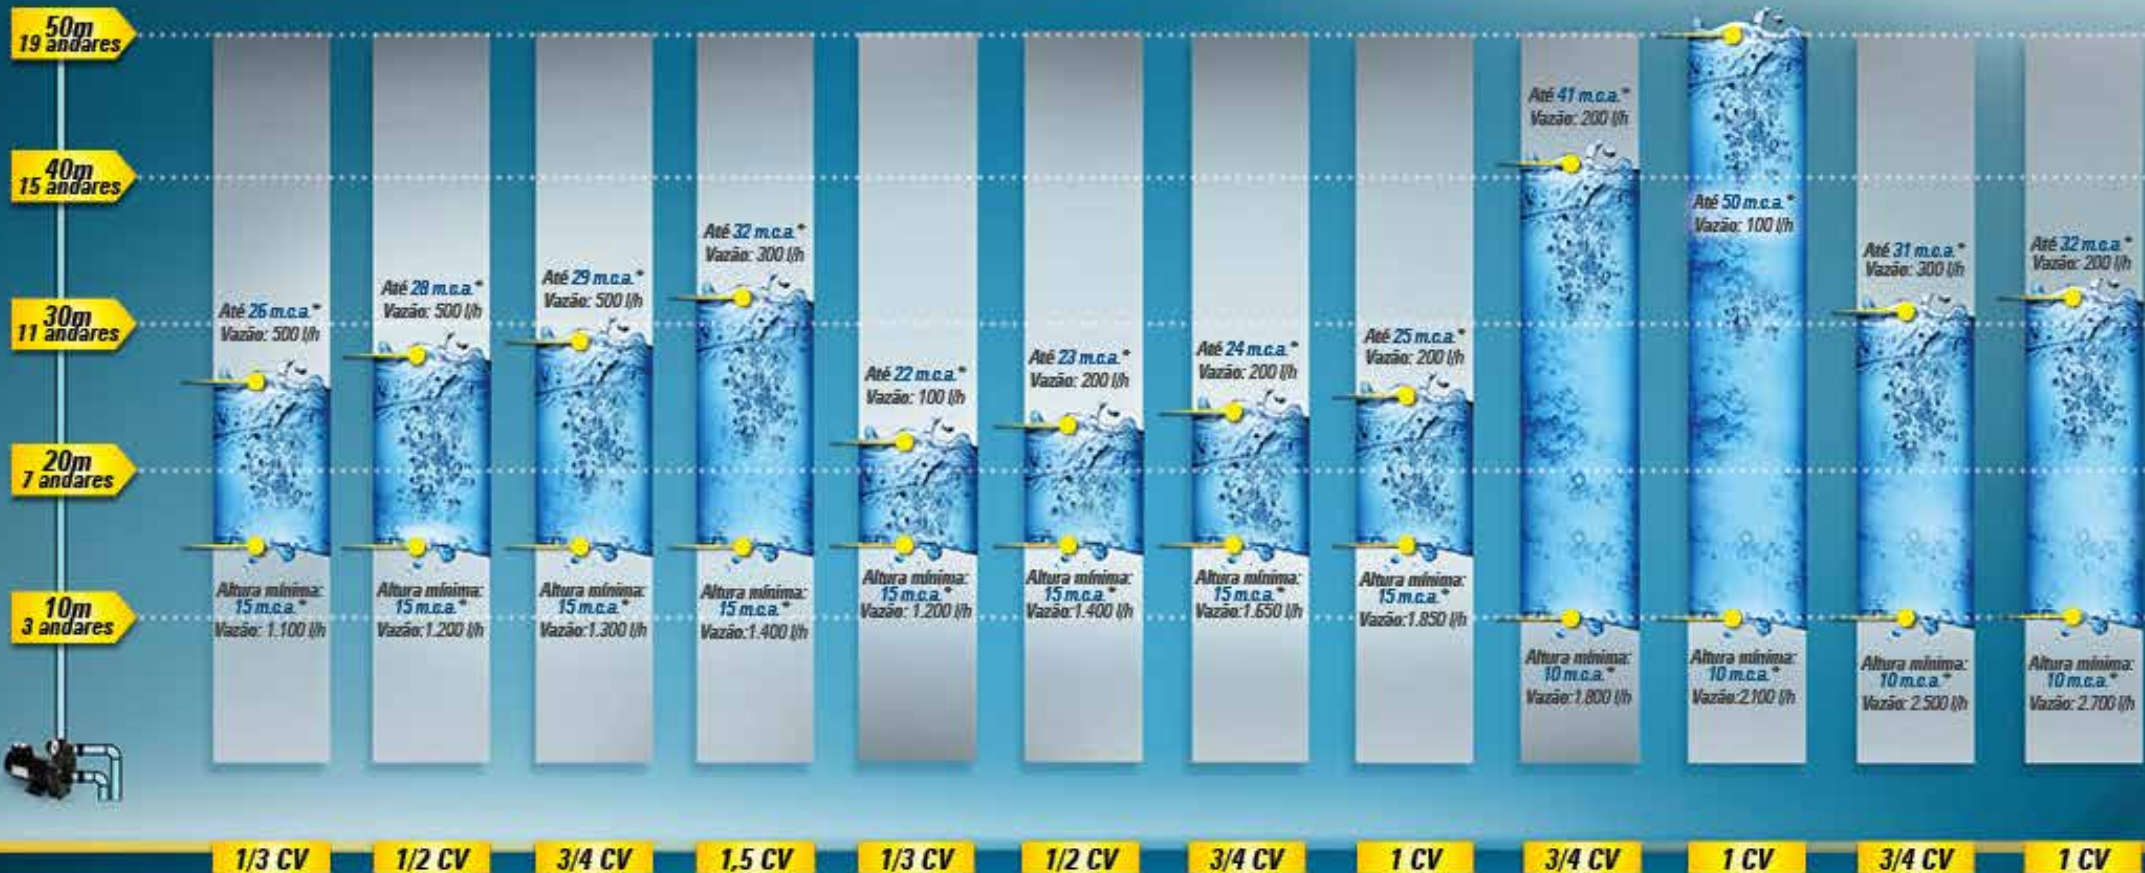 50m
19 andares
40m
15 andares
30m
11 andares
20m
7 andares
10m
3 andares
Até 26 m.c.a.*
Vazão: 500 l/h
Altura mínima:
15 m.c.a.*
Vazão: 1.100 l/h
1/3 CV
Até 28 m.c.a.*
Vazão: 500 l/h
Altura mínima:
15 m.c.a.*
Vazão:1.200 l/h
1/2 CV
Até 29 m.c.a.*
Vazão: 500 l/h
Altura mínima:
15 m.c.a.*
Vazão:1.300 l/h
3/4 CV
Até 32 m.c.a.*
Vazão: 300 l/h
Altura mínima:
15 m.c.a.*
Vazão:1.400 l/h
1,5 CV
Até 22 m.c.a.*
Vazão: 100 l/h
Altura mínima:
15 m.c.a.*
Vazão: 1.200 l/h
1/3 CV
Até 23 m.c.a.*
Vazão: 200 l/h
Altura mínima:
15 m.c.a.*
Vazão:1.400 l/h
1/2 CV
Até 24 m.c.a.*
Vazão: 200 l/h
Altura mínima:
15 m.c.a.*
Vazão:1.650 l/h
3/4 CV
Até 25 m.c.a.*
Vazão: 200 l/h
Altura mínima:
15 m.c.a.*
Vazão:1.850 l/h
1 CV
Até 41 m.c.a.*
Vazão: 200 l/h
Altura mínima:
10 m.c.a.*
Vazão:1.800 l/h
3/4 CV
Até 50 m.c.a.*
Vazão: 100 l/h
Altura mínima:
10 m.c.a.*
Vazão:2.100 l/h
1 CV
Até 31 m.c.a.*
Vazão: 300 l/h
Altura mínima:
10 m.c.a.*
Vazão: 2.500 l/h
3/4 CV
Até 32 m.c.a.*
Vazão: 200 l/h
Altura mínima:
10 m.c.a.*
Vazão: 2.700 l/h
1 CV